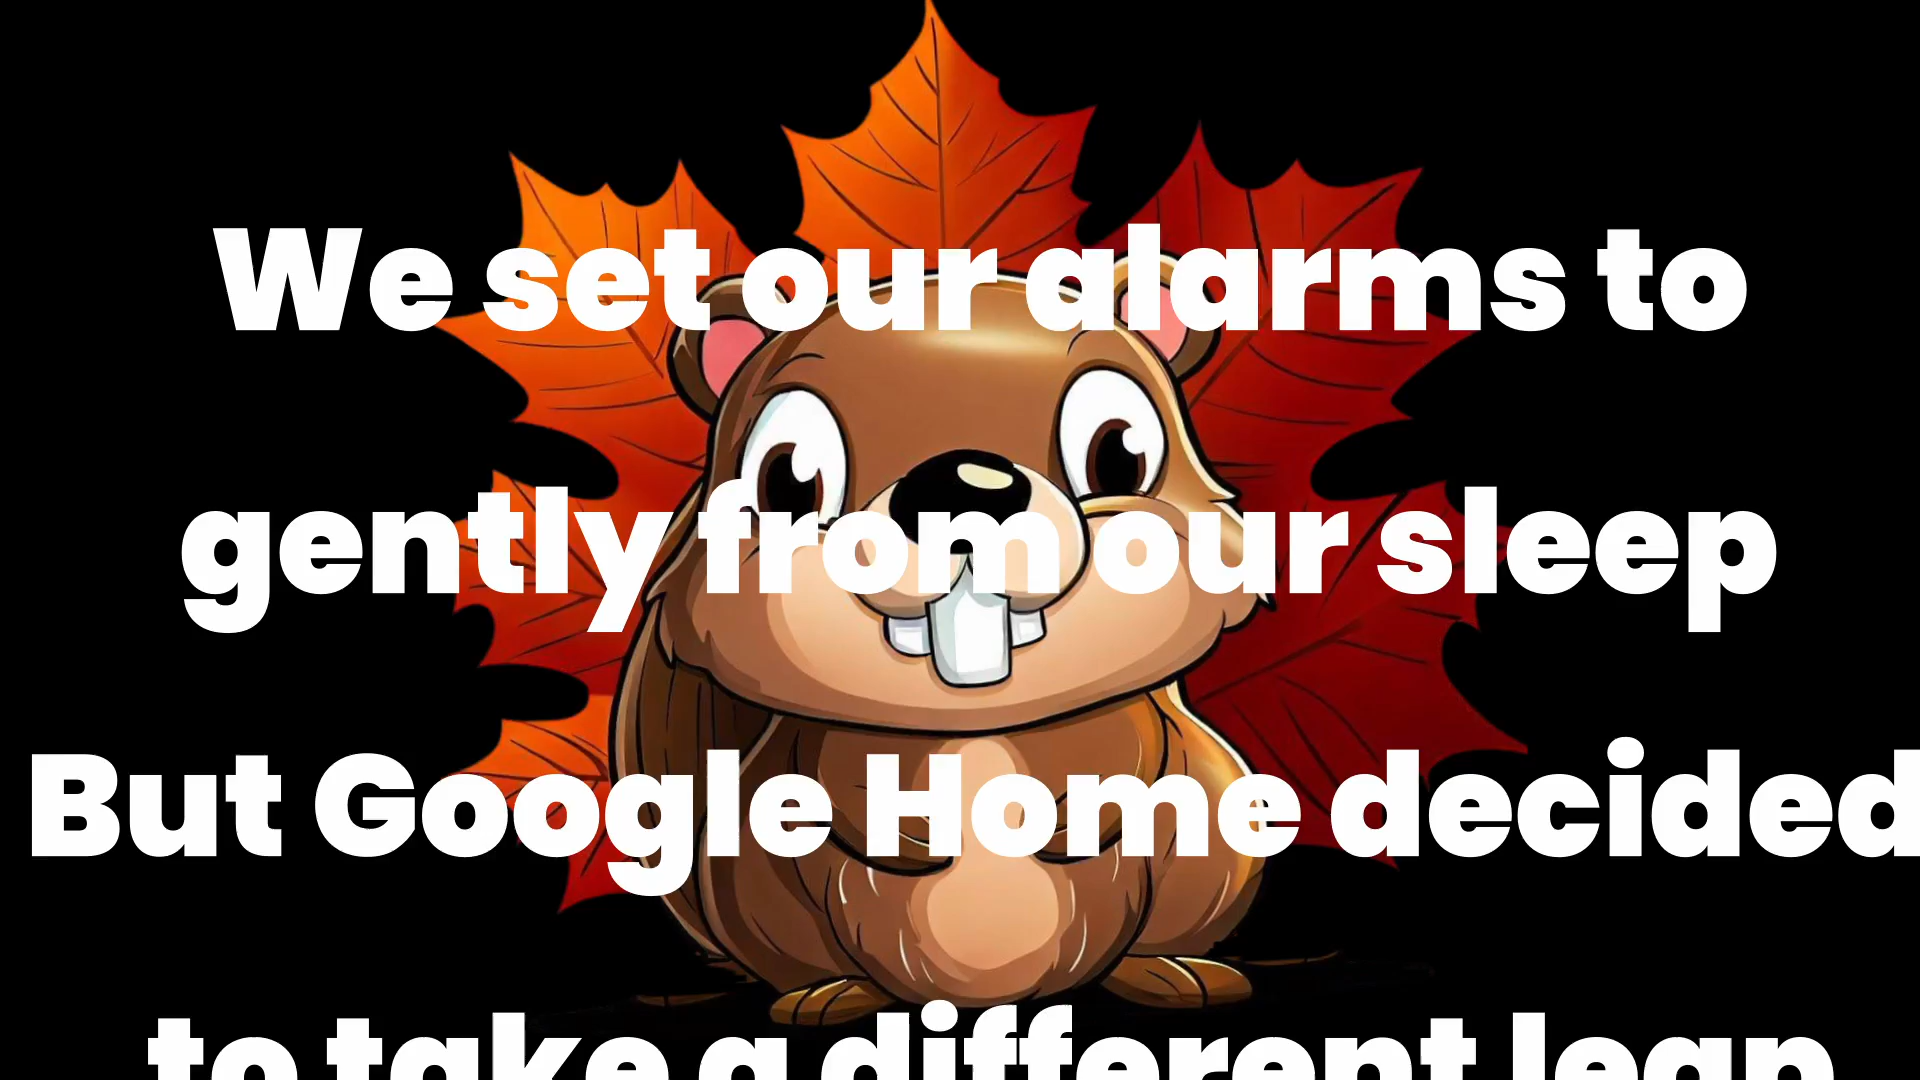 We set our alarms to
gently from our sleep
But Google Home decided
to take a different leap